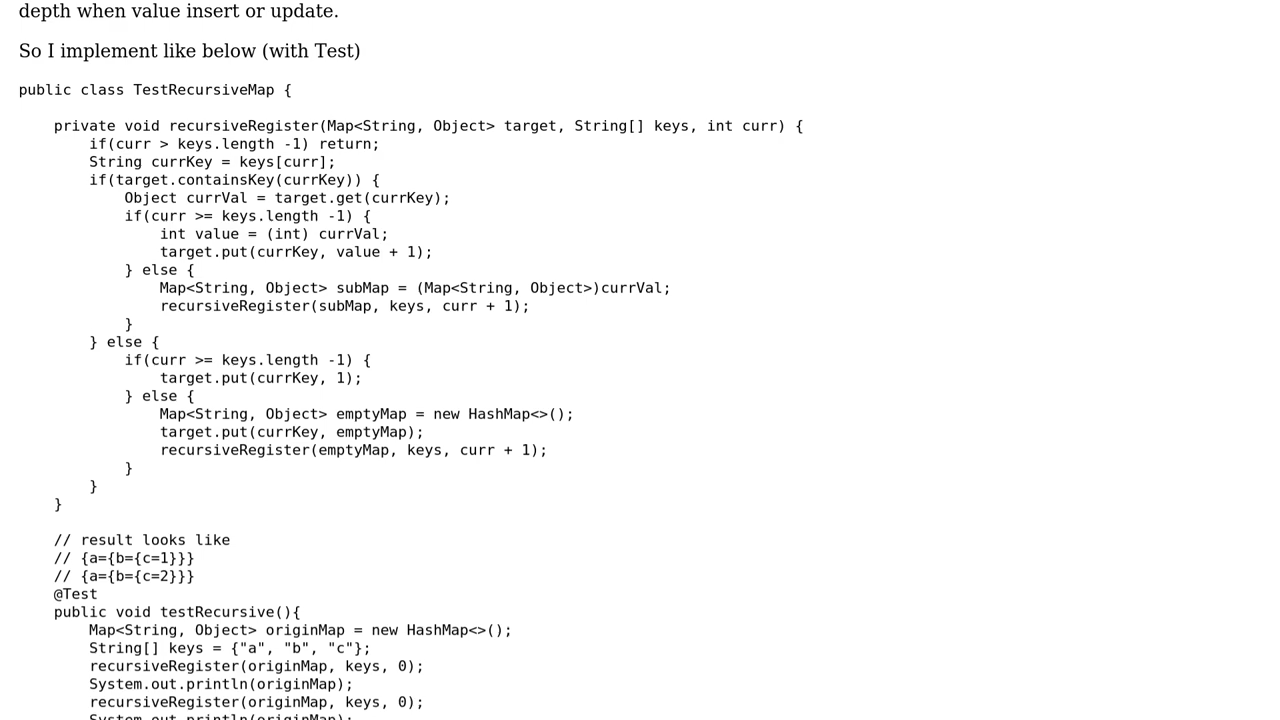 depth when value insert or update.
So I implement like below (with Test)
public class TestRecursiveMap {
    private void recursiveRegister(Map<String, Object> target, String[] keys, int curr) {
        if(curr > keys.length -1) return;
        String currKey = keys[curr];
        if(target.containsKey(currKey)) {
            Object currVal = target.get(currKey);
            if(curr >= keys.length -1) {
                int value = (int) currVal;
                target.put(currKey, value + 1);
            } else {
                Map<String, Object> subMap = (Map<String, Object>)currVal;
                recursiveRegister(subMap, keys, curr + 1);
            }
        } else {
            if(curr >= keys.length -1) {
                target.put(currKey, 1);
            } else {
                Map<String, Object> emptyMap = new HashMap<>();
                target.put(currKey, emptyMap);
                recursiveRegister(emptyMap, keys, curr + 1);
            }
        }
    }
    // result looks like
    // {a={b={c=1}}}
    // {a={b={c=2}}}
    @Test
    public void testRecursive(){
        Map<String, Object> originMap = new HashMap<>();
        String[] keys = {"a", "b", "c"};
        recursiveRegister(originMap, keys, 0);
        System.out.println(originMap);
        recursiveRegister(originMap, keys, 0);
        System.out.println(originMap);